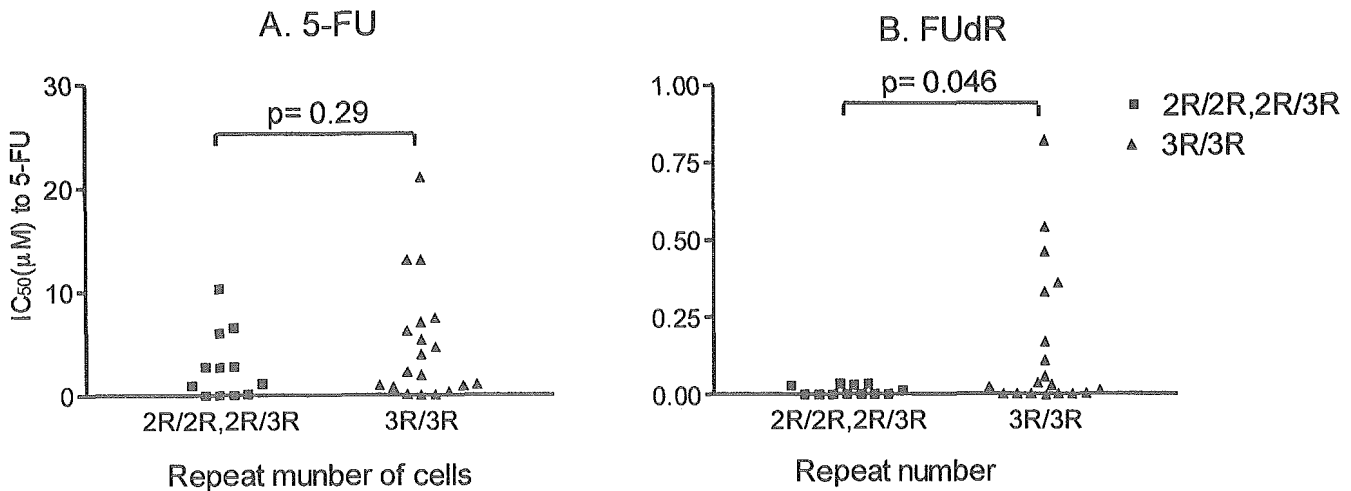 A. 5-FU
IC50(μM) to 5-FU
30
20
10
0
p= 0.29
2R/2R,2R/3R
3R/3R
Repeat munber of cells
B. FUdR
1.00
0.75
0.50
0.25
0.00
p= 0.046
2R/2R,2R/3R
3R/3R
Repeat number
2R/2R,2R/3R
3R/3R